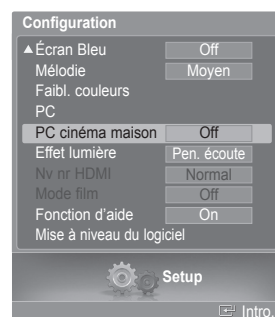 Configuration
▲ Écran Bleu Off
Mélodie Moyen
Faibl. couleurs
PC
PC cinéma maison Off
Effet lumière Pen. écoute
Nv nr HDMI Normal
Mode film Off
Fonction d'aide On
Mise à niveau du logiciel
Setup
Intro.